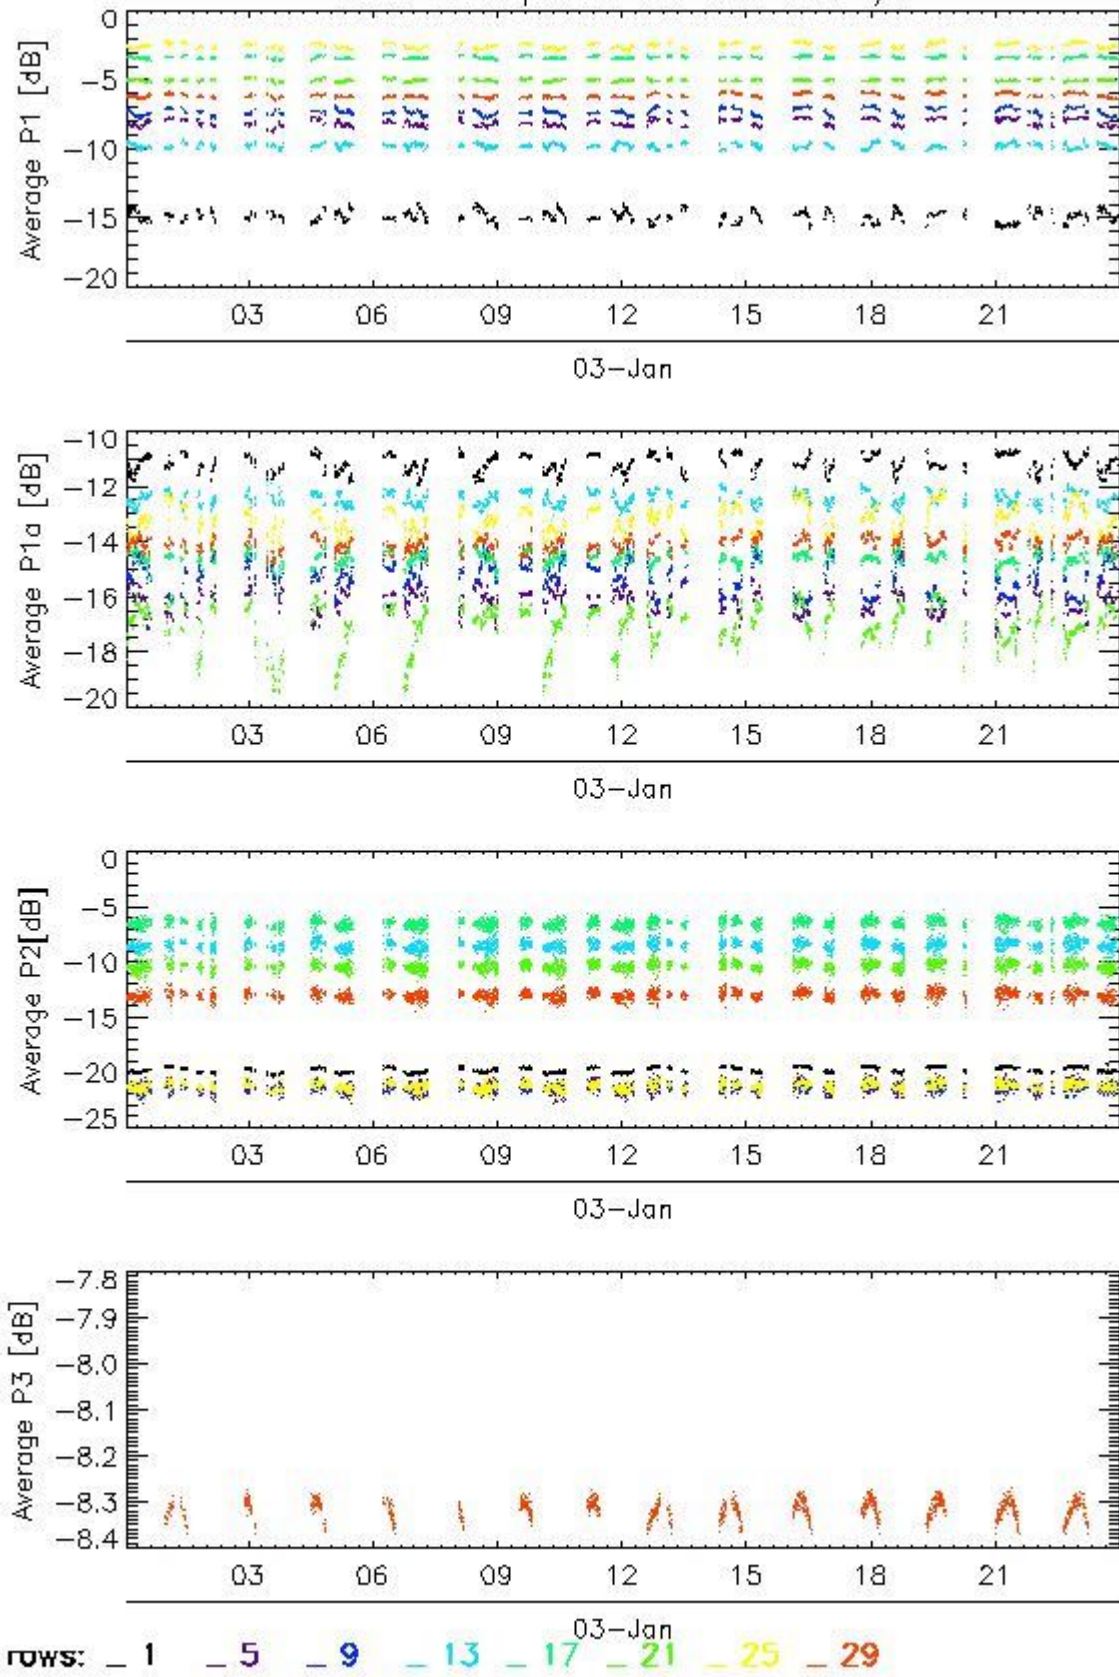 0
−5
−10
−15
−20
Average P1 [dB]
03 06 09 12 15 18 21
03−Jan
−10
−12
−14
−16
−18
−20
Average P1a [dB]
03 06 09 12 15 18 21
03−Jan
0
−5
−10
−15
−20
−25
Average P2[dB]
03 06 09 12 15 18 21
03−Jan
−7.8
−7.9
−8.0
−8.1
−8.2
−8.3
−8.4
Average P3 [dB]
03 06 09 12 15 18 21
03−Jan
rows: _ 1 _ 5 _ 9 _ 13 _ 17 _ 21 _ 25 _ 29